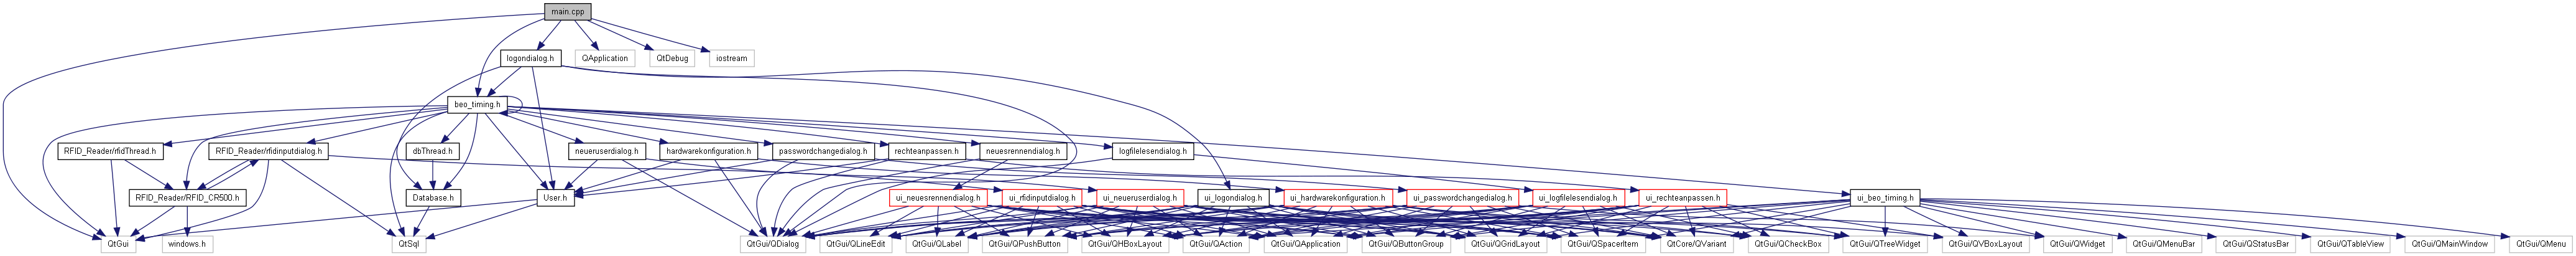 main.cpp
logondialog.h
QApplication
QtDebug
iostream
beo_timing.h
RFID_Reader/rfidThread.h
RFID_Reader/rfidinputdialog.h
dbThread.h
neueruserdialog.h
hardwarekonfiguration.h
passwordchangedialog.h
rechteanpassen.h
neuesrennendialog.h
logfilelesendialog.h
RFID_Reader/RFID_CR500.h
Database.h
User.h
ui_neuesrennendialog.h
ui_rfidinputdialog.h
ui_neueruserdialog.h
ui_logondialog.h
ui_hardwarekonfiguration.h
ui_passwordchangedialog.h
ui_logfilelesendialog.h
ui_rechteanpassen.h
ui_beo_timing.h
QtGui
windows.h
QtSql
QtGui/QDialog
QtGui/QLineEdit
QtGui/QLabel
QtGui/QPushButton
QtGui/QHBoxLayout
QtGui/QAction
QtGui/QApplication
QtGui/QButtonGroup
QtGui/QGridLayout
QtGui/QSpacerItem
QtCore/QVariant
QtGui/QCheckBox
QtGui/QTreeWidget
QtGui/QVBoxLayout
QtGui/QWidget
QtGui/QMenuBar
QtGui/QStatusBar
QtGui/QTableView
QtGui/QMainWindow
QtGui/QMenu